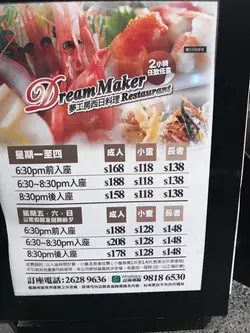 2小時
任飲任食
Dream Maker
夢工房西日料理 Restaurant
星期一至四 成人 小童 長者
6:30pm前入座 $168 $118 $138
6:30~8:30pm入座 $188 $118 $138
8:30pm後入座 $158 $118 $138
星期五、六、日
公眾假期及假期前夕 成人 小童 長者
6:30pm前入座 $188 $128 $148
6:30~8:30pm入座 $208 $128 $148
8:30pm後入座 $178 $128 $148
訂座電話:2628 9636 9818 6530